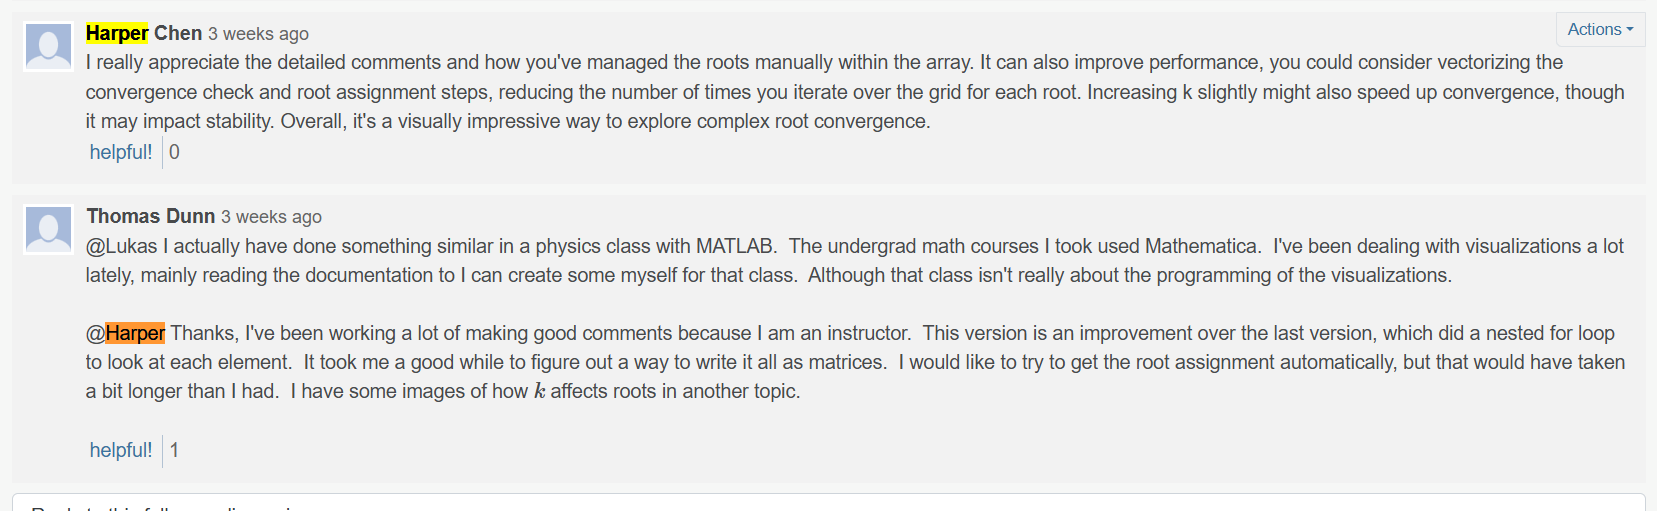 Harper Chen 3 weeks ago
Actions
I really appreciate the detailed comments and how you've managed the roots manually within the array. It can also improve performance, you could consider vectorizing the
convergence check and root assignment steps, reducing the number of times you iterate over the grid for each root. Increasing k slightly might also speed up convergence, though
it may impact stability. Overall, it's a visually impressive way to explore complex root convergence.
helpful! 0
Thomas Dunn 3 weeks ago
@Lukas I actually have done something similar in a physics class with MATLAB.  The undergrad math courses I took used Mathematica.  I've been dealing with visualizations a lot
lately, mainly reading the documentation to I can create some myself for that class.  Although that class isn't really about the programming of the visualizations.
@Harper Thanks, I've been working a lot of making good comments because I am an instructor.  This version is an improvement over the last version, which did a nested for loop
to look at each element.  It took me a good while to figure out a way to write it all as matrices.  I would like to try to get the root assignment automatically, but that would have taken
a bit longer than I had.  I have some images of how k affects roots in another topic.
helpful! 1